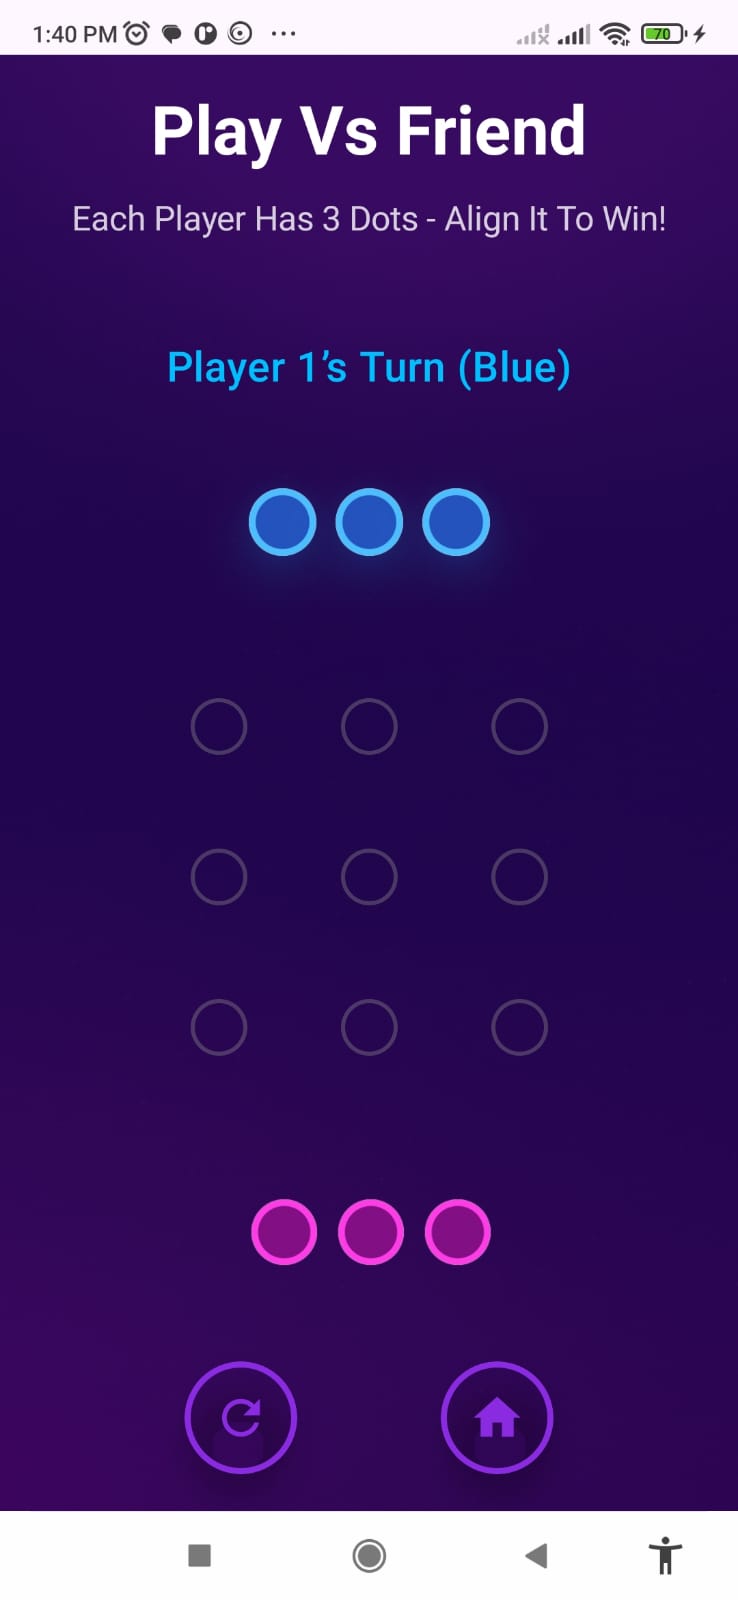 1:40 PM
70
Play Vs Friend
Each Player Has 3 Dots - Align It To Win!
Player 1’s Turn (Blue)